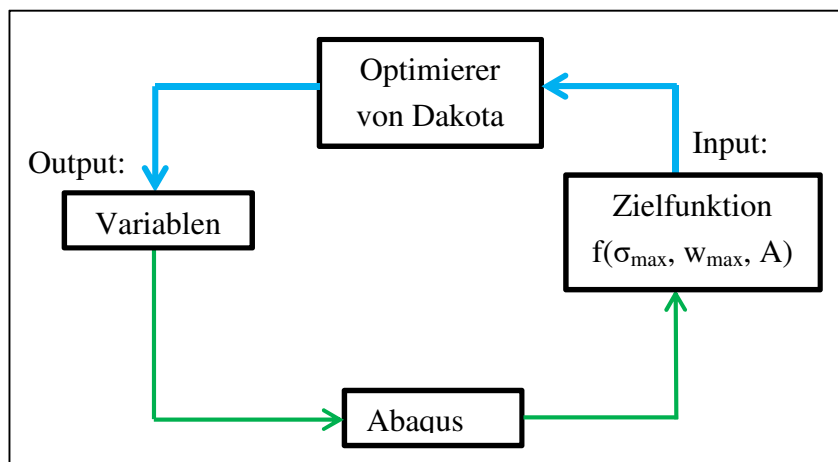 Optimierer
von Dakota
Output:
Input:
Variablen
Zielfunktion
f(σmax, wmax, A)
Abaqus